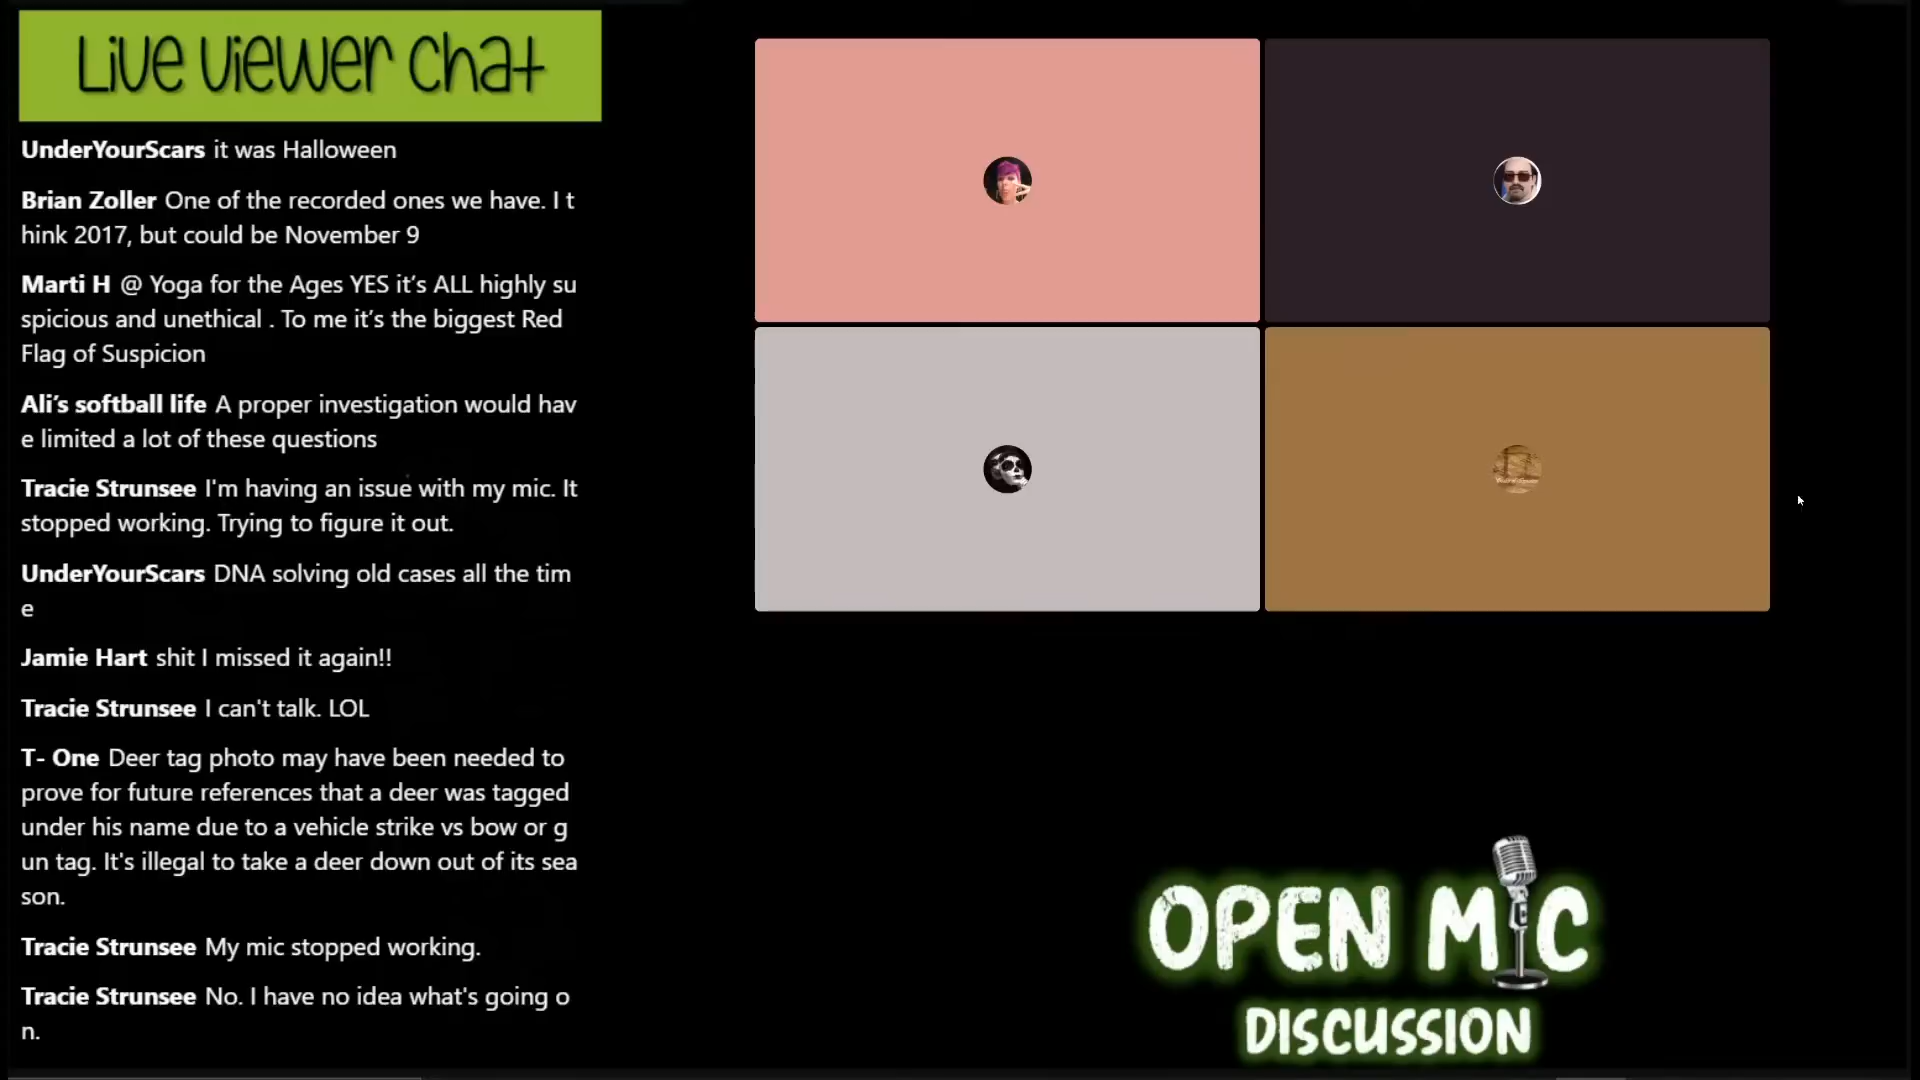 Live Viewer Chat
UnderYourScars it was Halloween
Brian Zoller One of the recorded ones we have. I t
hink 2017, but could be November 9
Marti H @ Yoga for the Ages YES it’s ALL highly su
spicious and unethical . To me it’s the biggest Red
Flag of Suspicion
Ali’s softball life A proper investigation would hav
e limited a lot of these questions
Tracie Strunsee I'm having an issue with my mic. It
stopped working. Trying to figure it out.
UnderYourScars DNA solving old cases all the tim
e
Jamie Hart shit I missed it again!!
Tracie Strunsee I can't talk. LOL
T- One Deer tag photo may have been needed to
prove for future references that a deer was tagged
under his name due to a vehicle strike vs bow or g
un tag. It's illegal to take a deer down out of its sea
son.
Tracie Strunsee My mic stopped working.
Tracie Strunsee No. I have no idea what's going o
n.
OPEN MIC
DISCUSSION